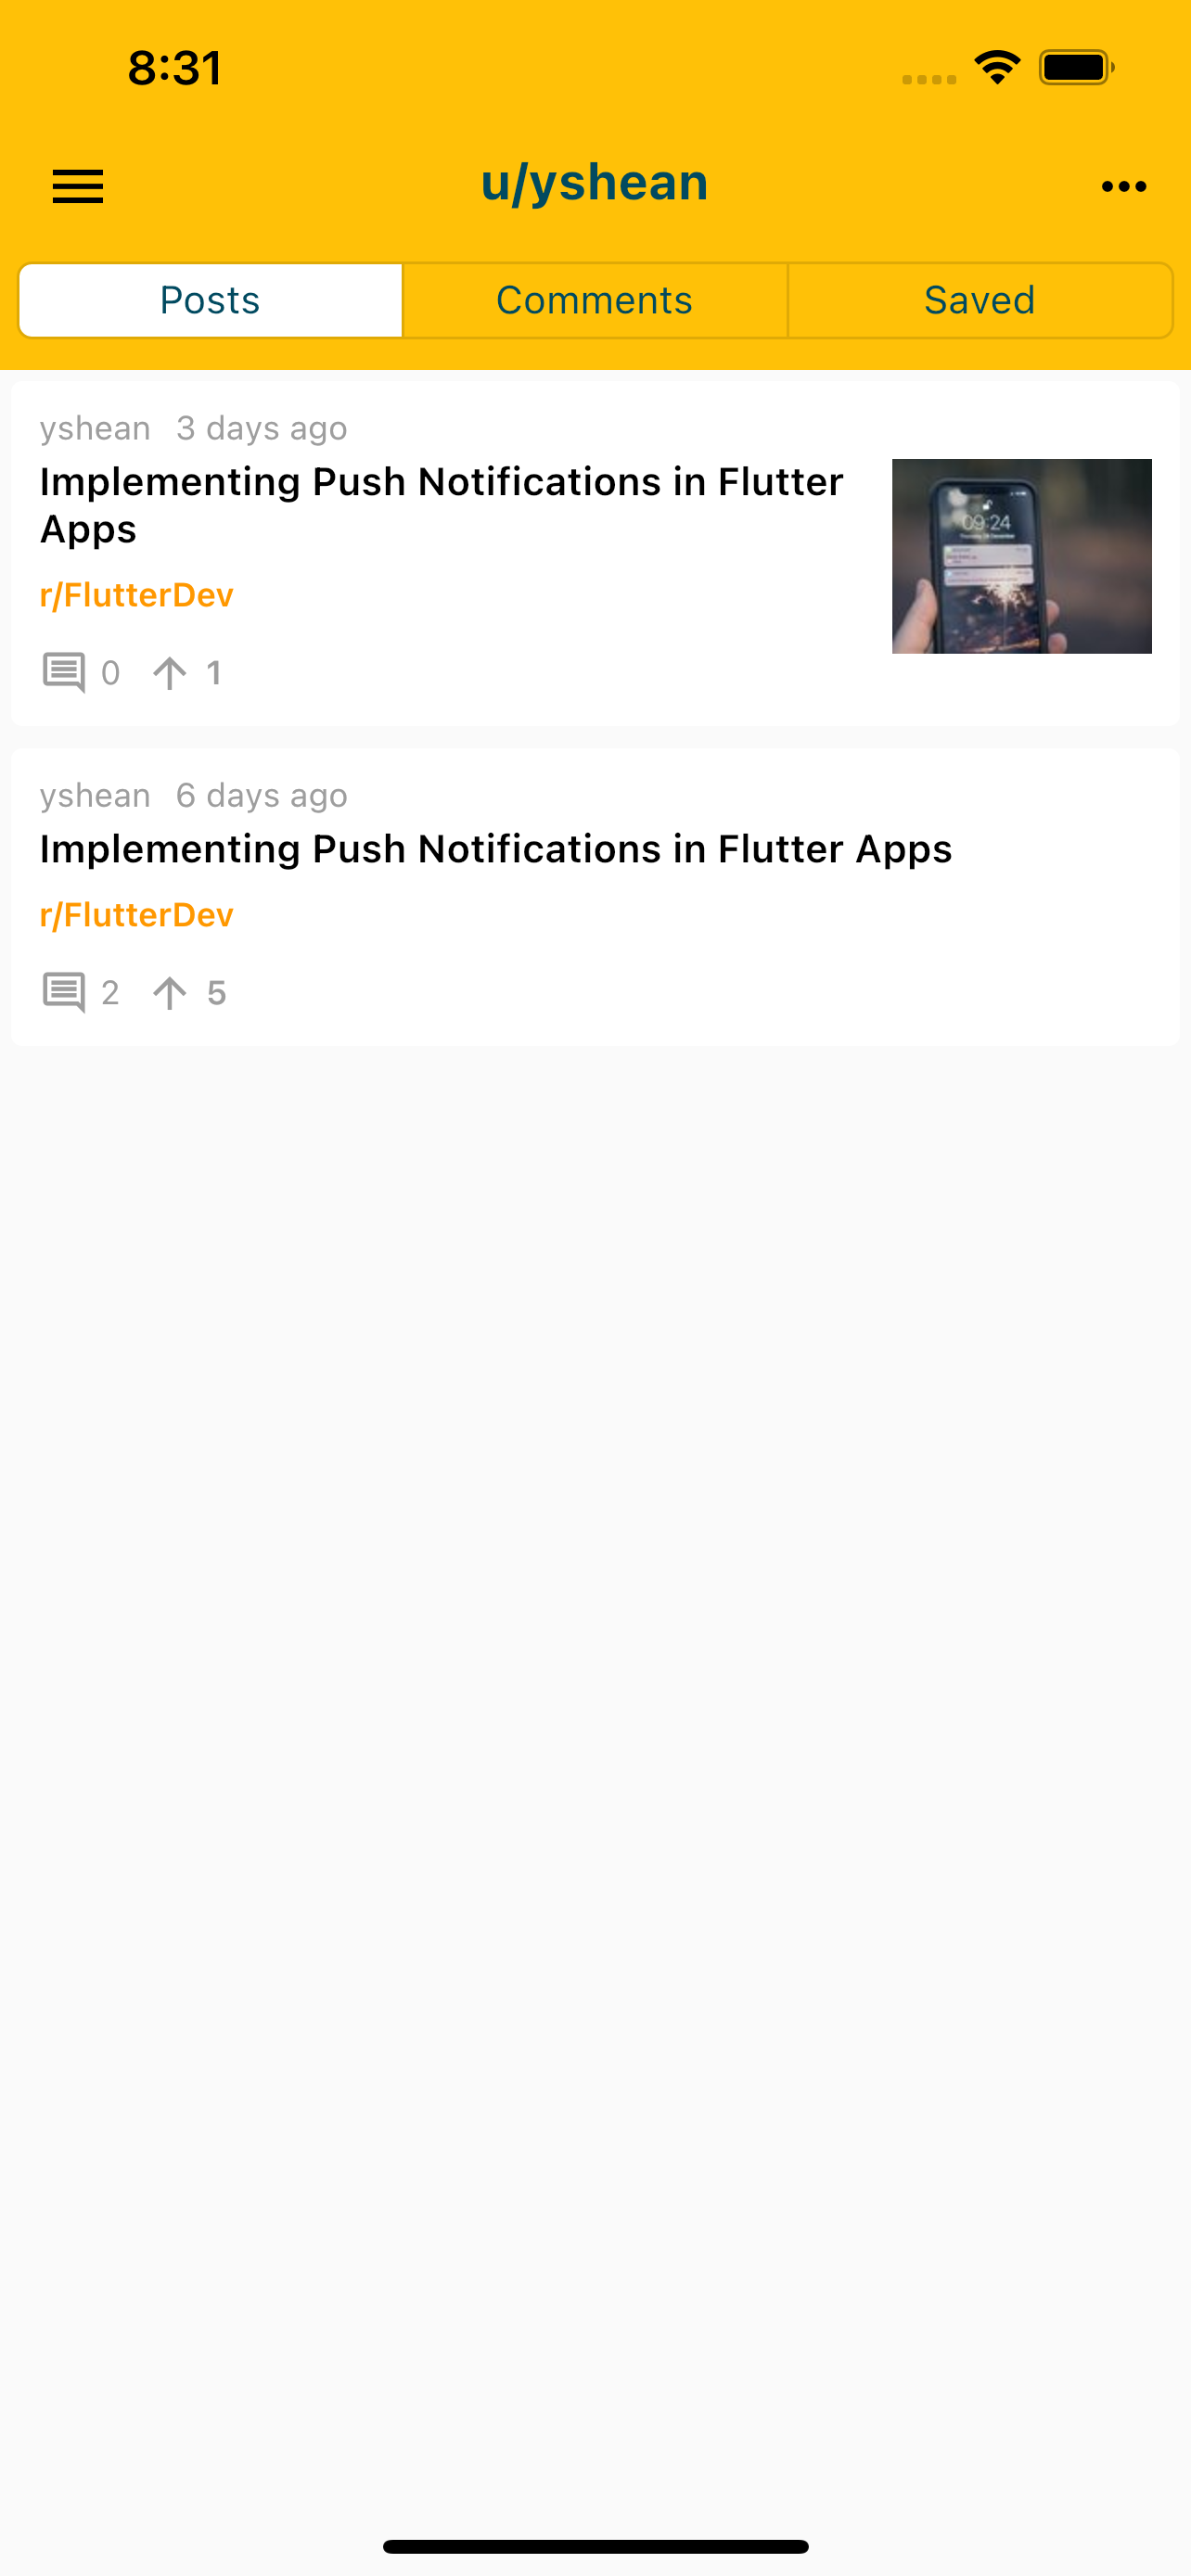 8:31
u/yshean
Posts Comments Saved
yshean 3 days ago
Implementing Push Notifications in Flutter
Apps
r/FlutterDev
09:24
0 1
yshean 6 days ago
Implementing Push Notifications in Flutter Apps
r/FlutterDev
2 5